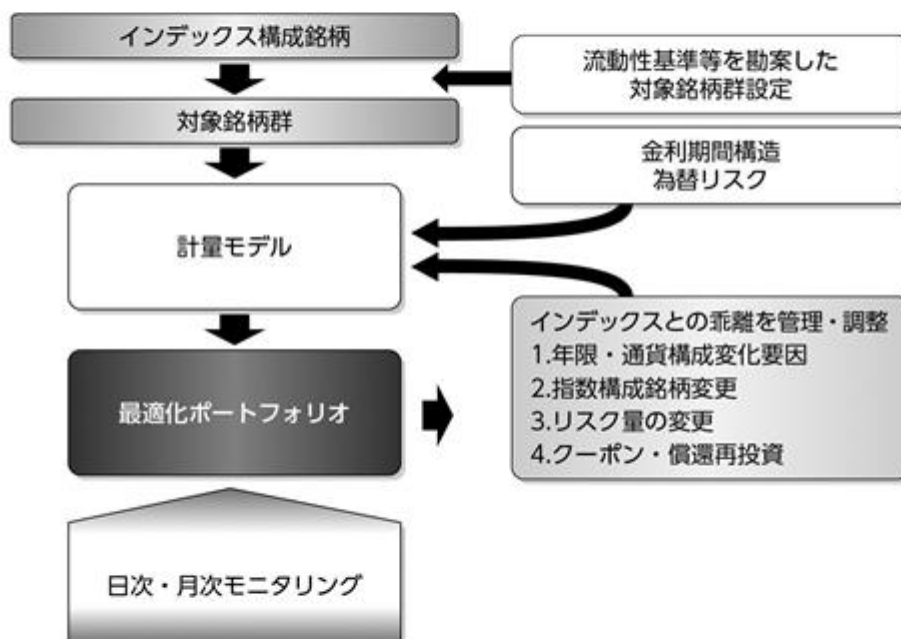 インデックス構成銘柄
流動性基準等を勘案した
対象銘柄群設定
対象銘柄群
金利期間構造
為替リスク
計量モデル
インデックスとの乖離を管理・調整
1.年限・通貨構成変化要因
2.指数構成銘柄変更
3.リスク量の変更
4.クーポン・償還再投資
最適化ポートフォリオ
日次・月次モニタリング